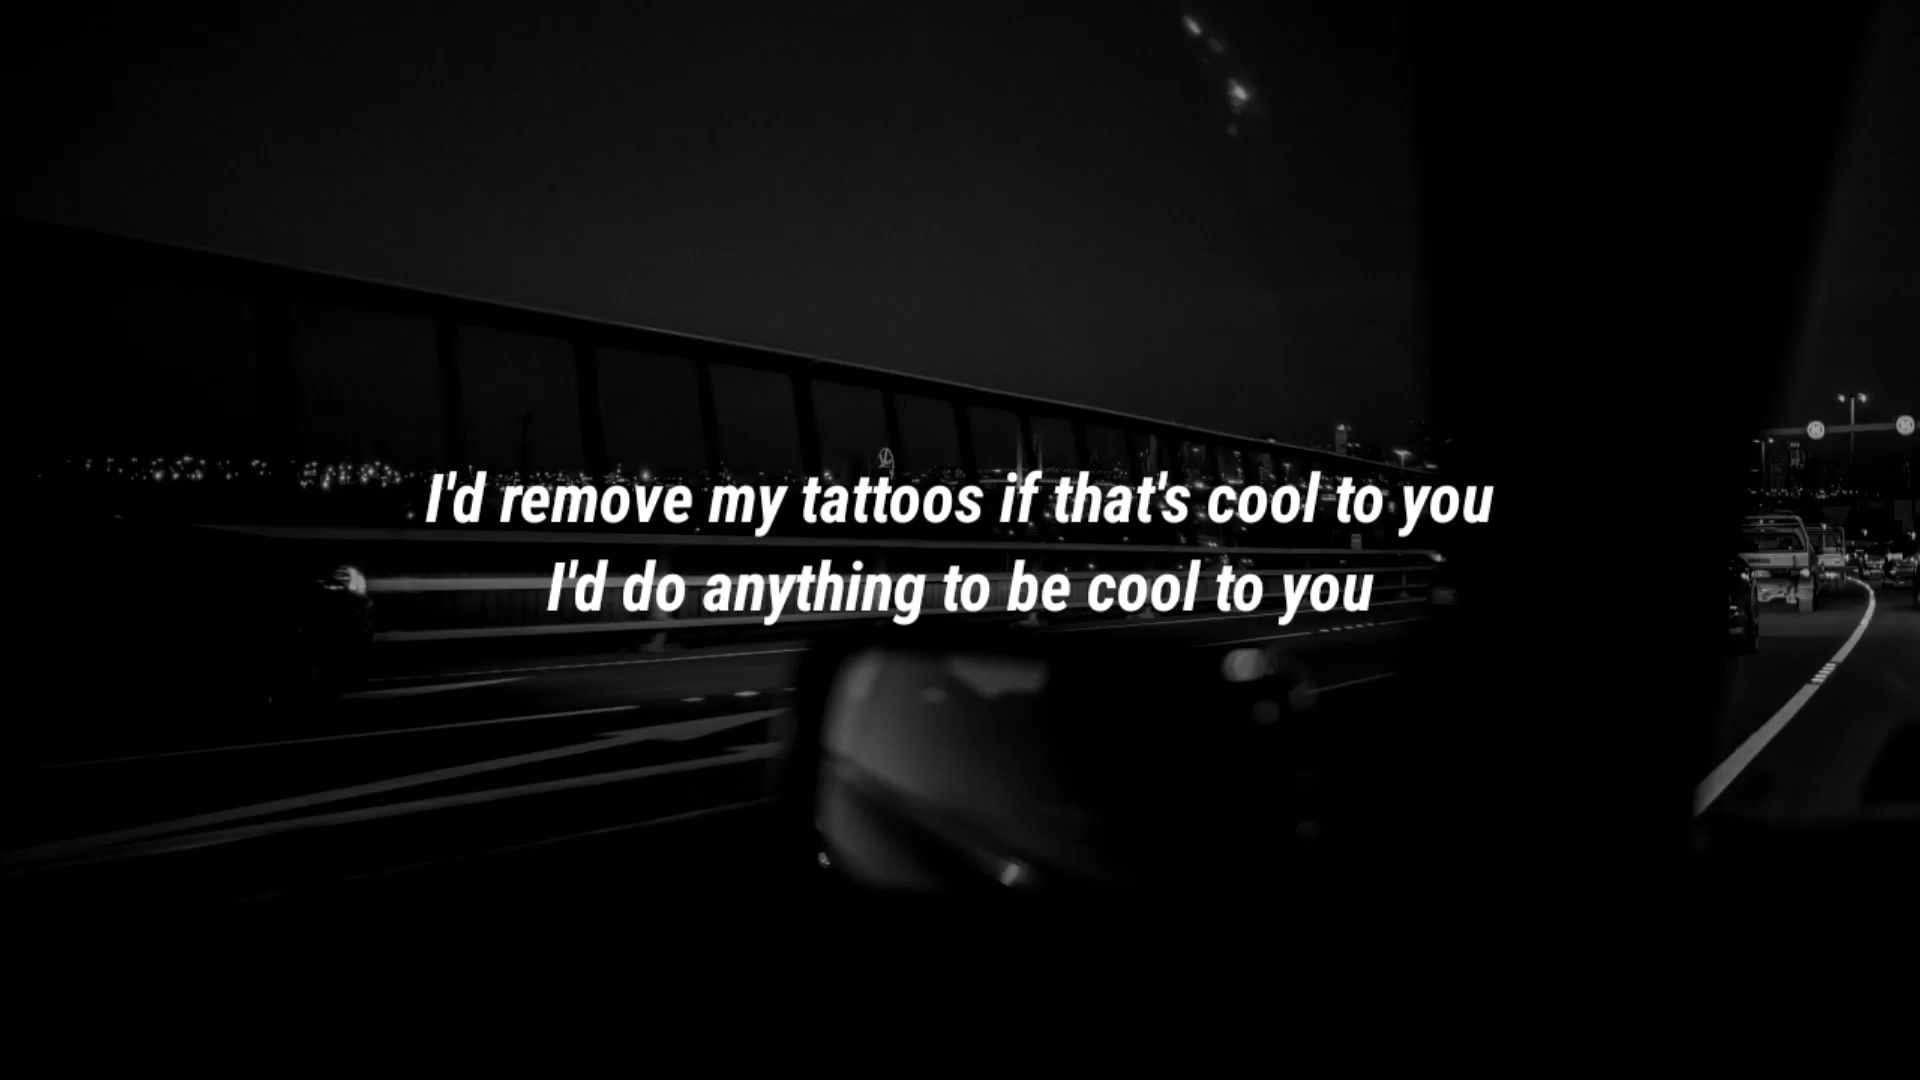 I'd remove my tattoos if that's cool to you
I'd do anything to be cool to you